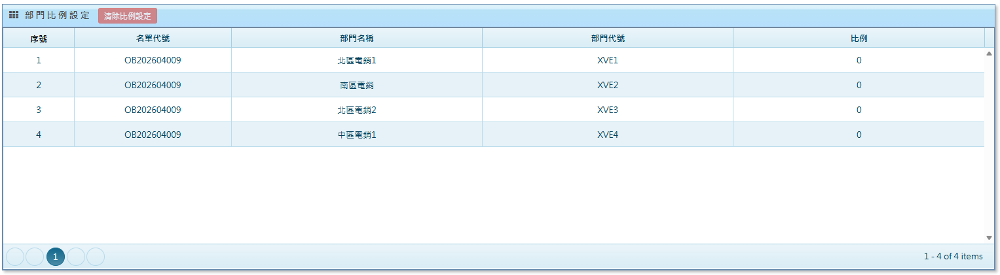 部門比例設定 清除比例設定
序號 名單代號 部門名稱 部門代號 比例
1 OB202604009 北區電銷1 XVE1 0
2 OB202604009 南區電銷 XVE2 0
3 OB202604009 北區電銷2 XVE3 0
4 OB202604009 中區電銷1 XVE4 0
1 1 - 4 of 4 items